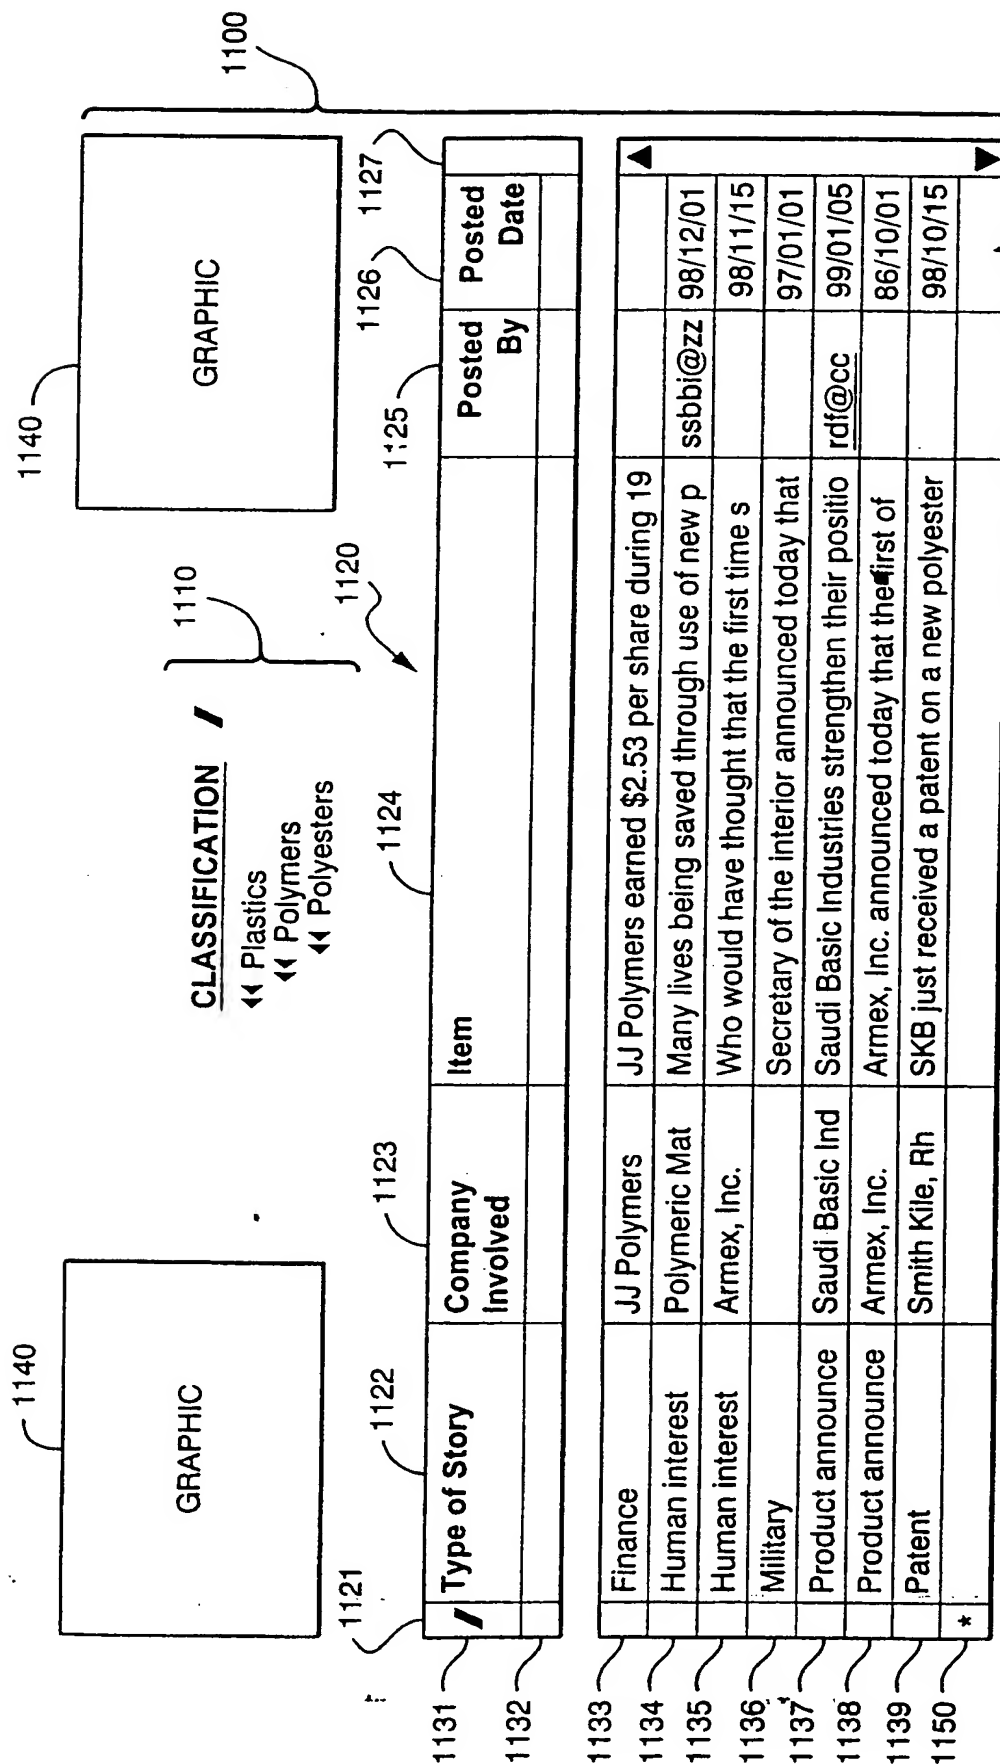 1140 1140 1100
GRAPHIC GRAPHIC
CLASSIFICATION / 1110
◀◀ Plastics
◀◀ Polymers
◀◀ Polyesters
1120
1121 1122 1123 1124 1125 1126 1127
1131 / Type of Story Company Involved Item Posted By Posted Date
1132
1133 Finance JJ Polymers JJ Polymers earned $2.53 per share during 19
1134 Human interest Polymeric Mat Many lives being saved through use of new p ssbbi@zz 98/12/01
1135 Human interest Armex, Inc. Who would have thought that the first time s 98/11/15
1136 Military Secretary of the interior announced today that 97/01/01
1137 Product announce Saudi Basic Ind Saudi Basic Industries strengthen their positio rdf@cc 99/01/05
1138 Product announce Armex, Inc. Armex, Inc. announced today that the first of 86/10/01
1139 Patent Smith Kile, Rh SKB just received a patent on a new polyester 98/10/15
1150 *